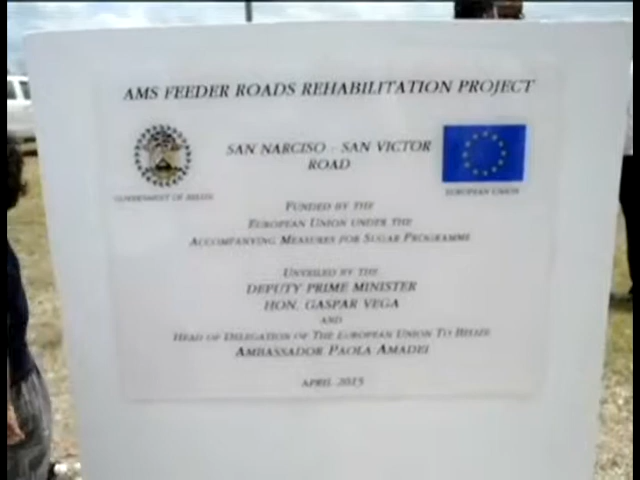 AMS FEEDER ROADS REHABILITATION PROJECT
SAN NARCISO - SAN VICTOR
ROAD
GOVERNMENT OF BELIZE
EUROPEAN UNION
FUNDED BY THE
EUROPEAN UNION UNDER THE
ACCOMPANYING MEASURES FOR SUGAR PROGRAMME
UNVEILED BY THE
DEPUTY PRIME MINISTER
HON. GASPAR VEGA
AND
HEAD OF DELEGATION OF THE EUROPEAN UNION TO BELIZE
AMBASSADOR PAOLA AMADEI
APRIL 2015